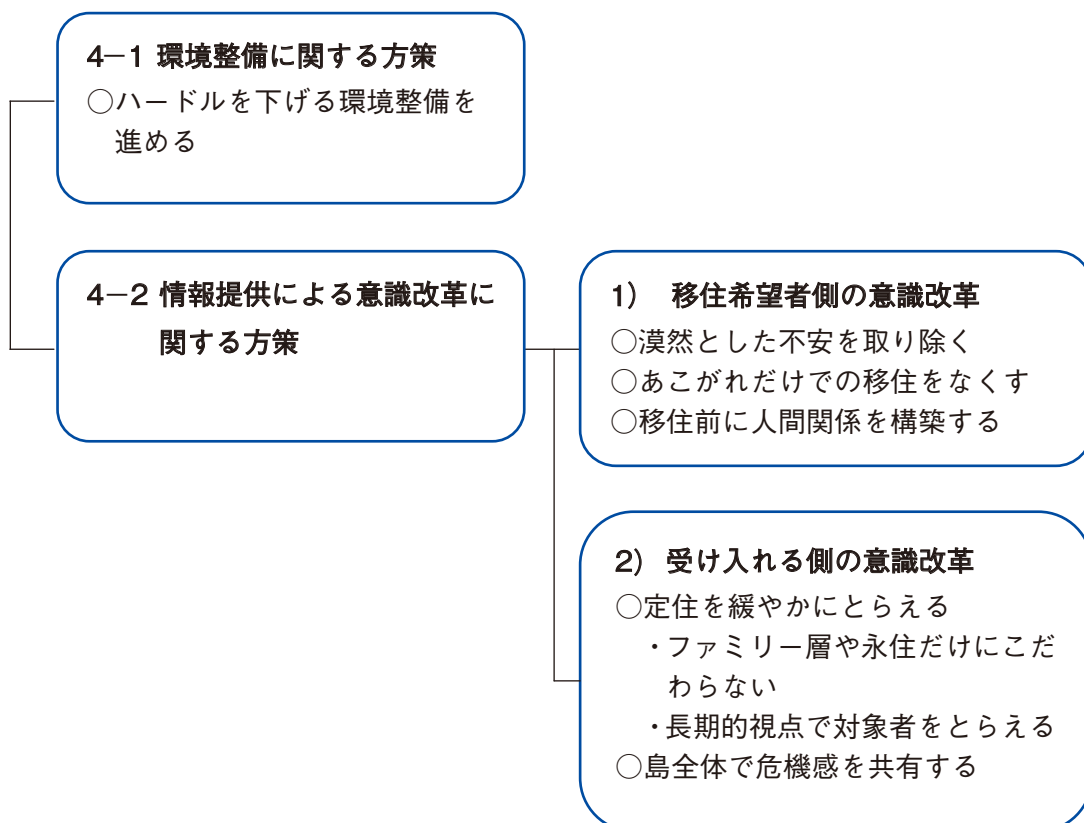 4−1 環境整備に関する方策
○ハードルを下げる環境整備を
進める
4−2 情報提供による意識改革に
関する方策
1) 移住希望者側の意識改革
○漠然とした不安を取り除く
○あこがれだけでの移住をなくす
○移住前に人間関係を構築する
2) 受け入れる側の意識改革
○定住を緩やかにとらえる
・ファミリー層や永住だけにこだ
わらない
・長期的視点で対象者をとらえる
○島全体で危機感を共有する